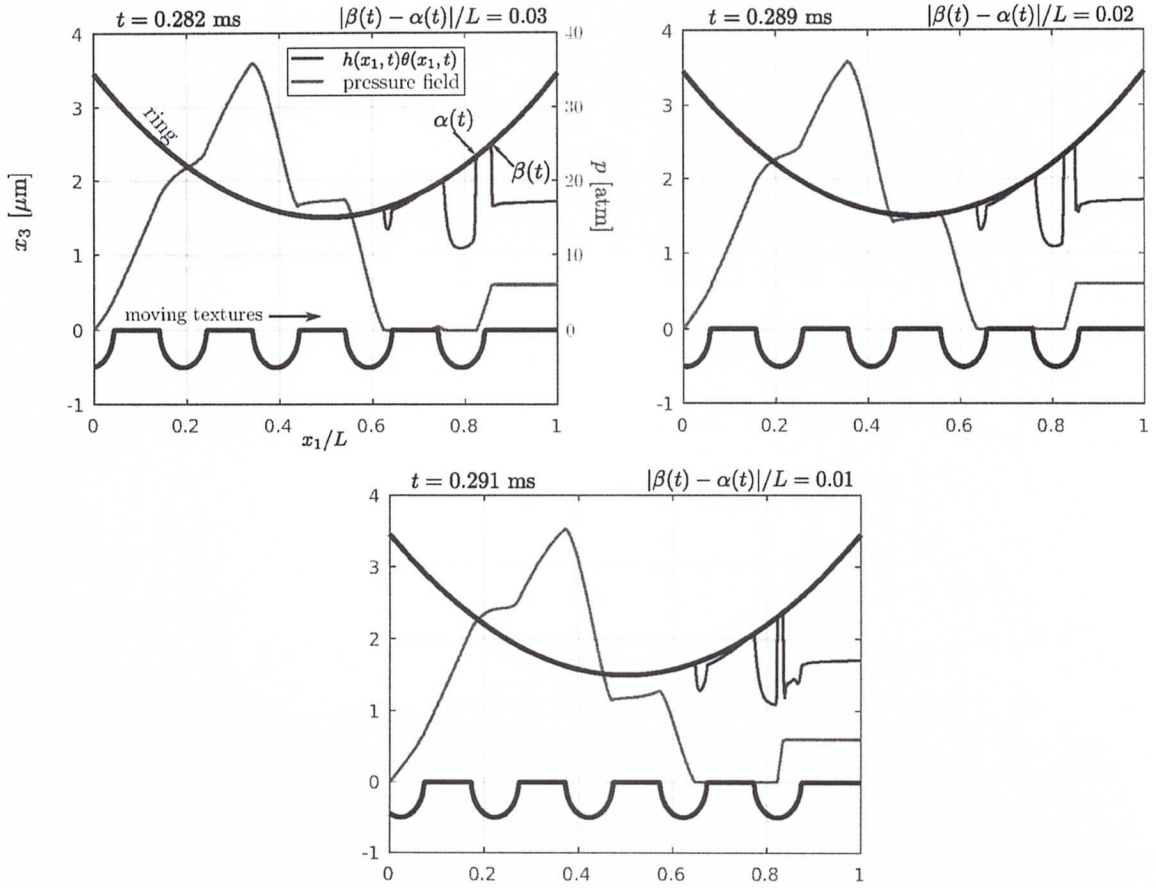 t = 0.282 ms |β(t) − α(t)|/L = 0.03
4 40
h(x₁, t)θ(x₁, t)
pressure field
3 30
ring
α(t)
β(t)
2 20
x₃ [μm]
p [atm]
1 10
moving textures
0 0
-1
0 0.2 0.4 0.6 0.8 1
x₁/L
t = 0.289 ms |β(t) − α(t)|/L = 0.02
4
3
2
1
0
-1
0 0.2 0.4 0.6 0.8 1
t = 0.291 ms |β(t) − α(t)|/L = 0.01
4
3
2
1
0
-1
0 0.2 0.4 0.6 0.8 1